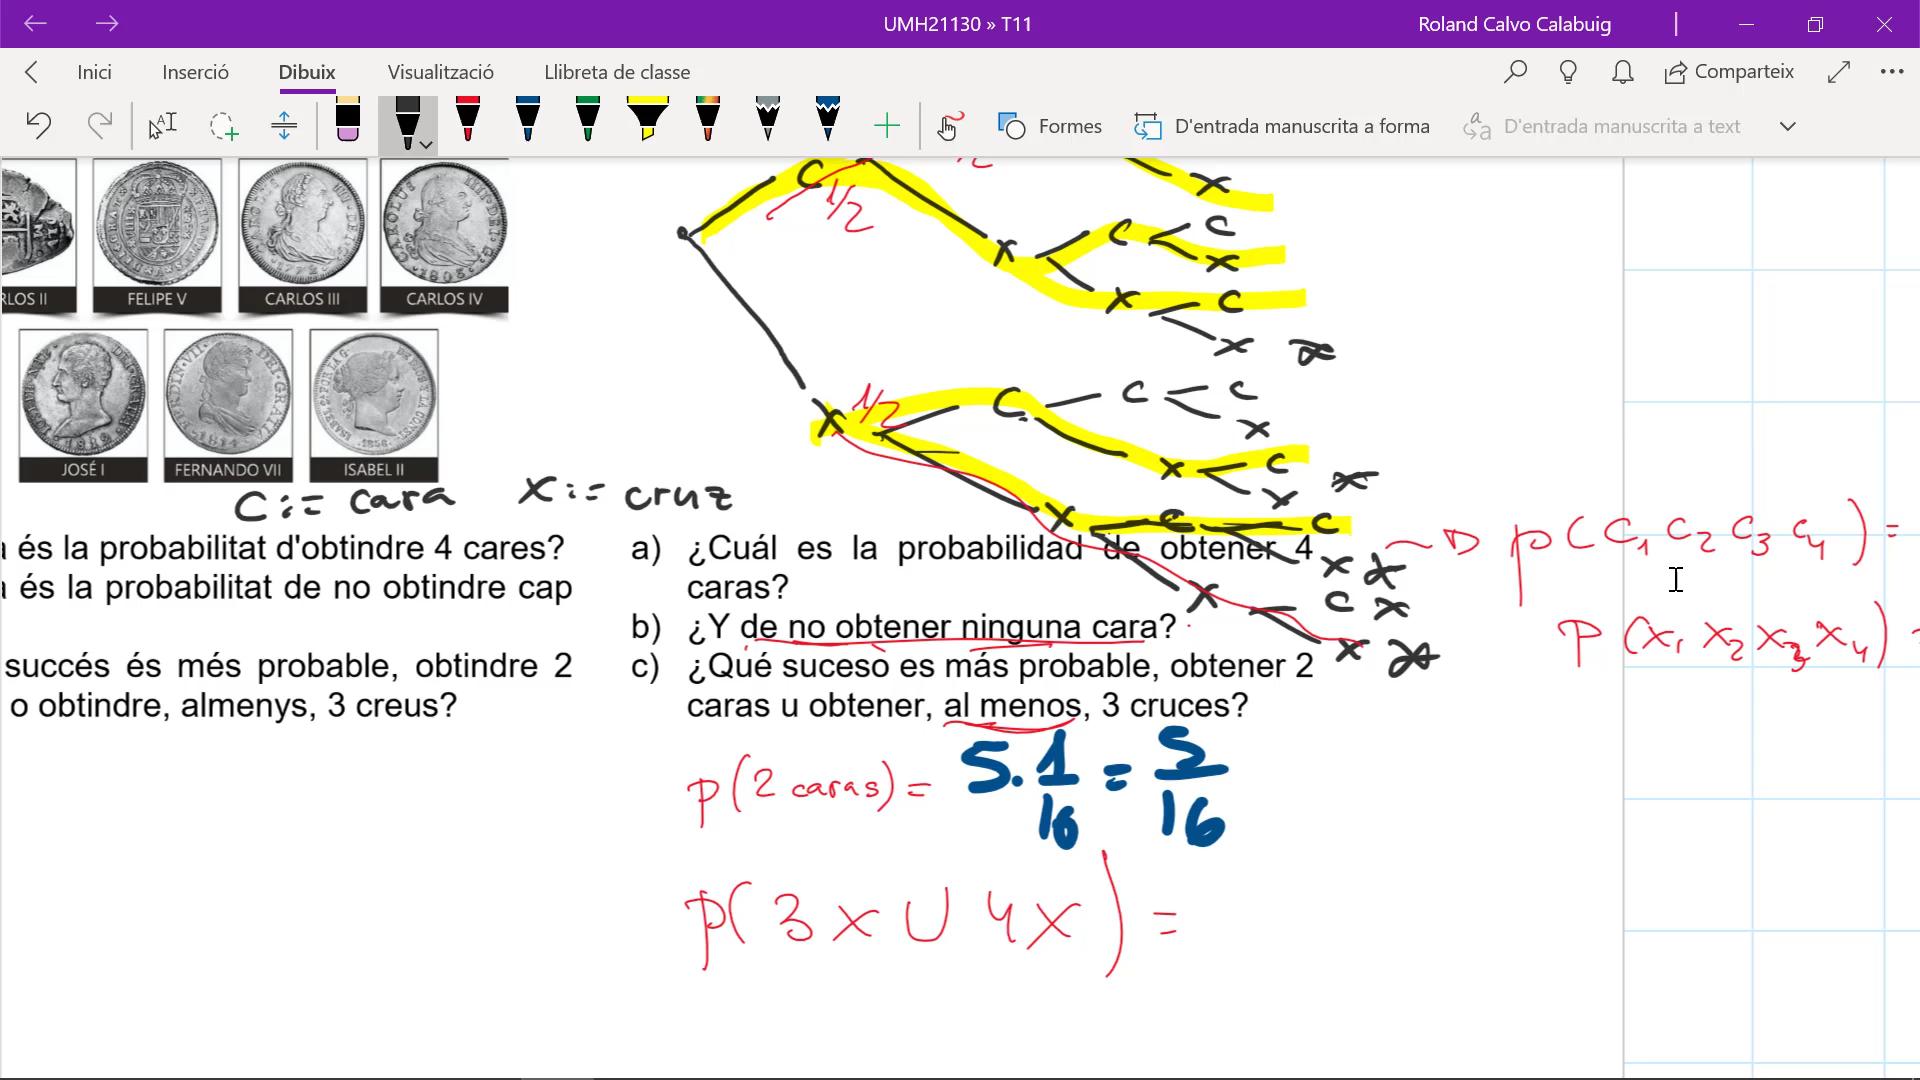 UMH21130 » T11
Roland Calvo Calabuig
Inici
Inserció
Dibuix
Visualització
Llibreta de classe
Comparteix
Formes
D'entrada manuscrita a forma
D'entrada manuscrita a text
C 1/2 x
C C
x x
x C
x
RLOS II
FELIPE V
CARLOS III
CARLOS IV
JOSÉ I
FERNANDO VII
ISABEL II
x 1/2 C C C
x
x C
x
x C C
x
x C x
x
C := cara x := cruz
és la probabilitat d'obtindre 4 cares?
és la probabilitat de no obtindre cap
succés és més probable, obtindre 2
o obtindre, almenys, 3 creus?
a) ¿Cuál es la probabilidad de obtener 4
caras?
b) ¿Y de no obtener ninguna cara?
c) ¿Qué suceso es más probable, obtener 2
caras u obtener, al menos, 3 cruces?
p(C1 C2 C3 C4) =
P(x1 x2 x3 x4) =
p(2 caras) = 5 · 1/16 = 5/16
p(3x ∪ 4x) =